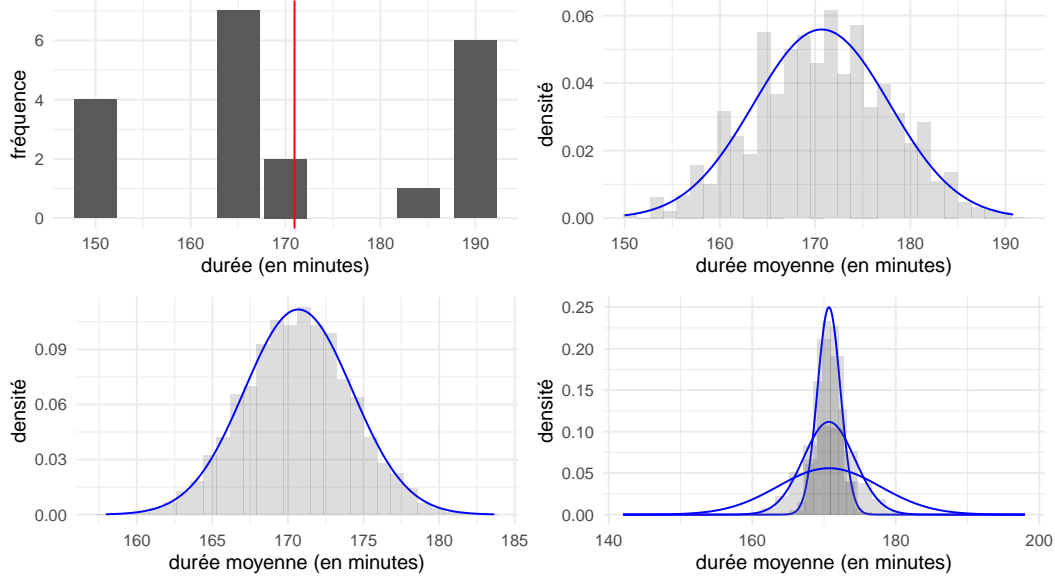 6
4
2
0
fréquence
150 160 170 180 190
durée (en minutes)
0.06
0.04
0.02
0.00
densité
150 160 170 180 190
durée moyenne (en minutes)
0.09
0.06
0.03
0.00
densité
160 165 170 175 180 185
durée moyenne (en minutes)
0.25
0.20
0.15
0.10
0.05
0.00
densité
140 160 180 200
durée moyenne (en minutes)